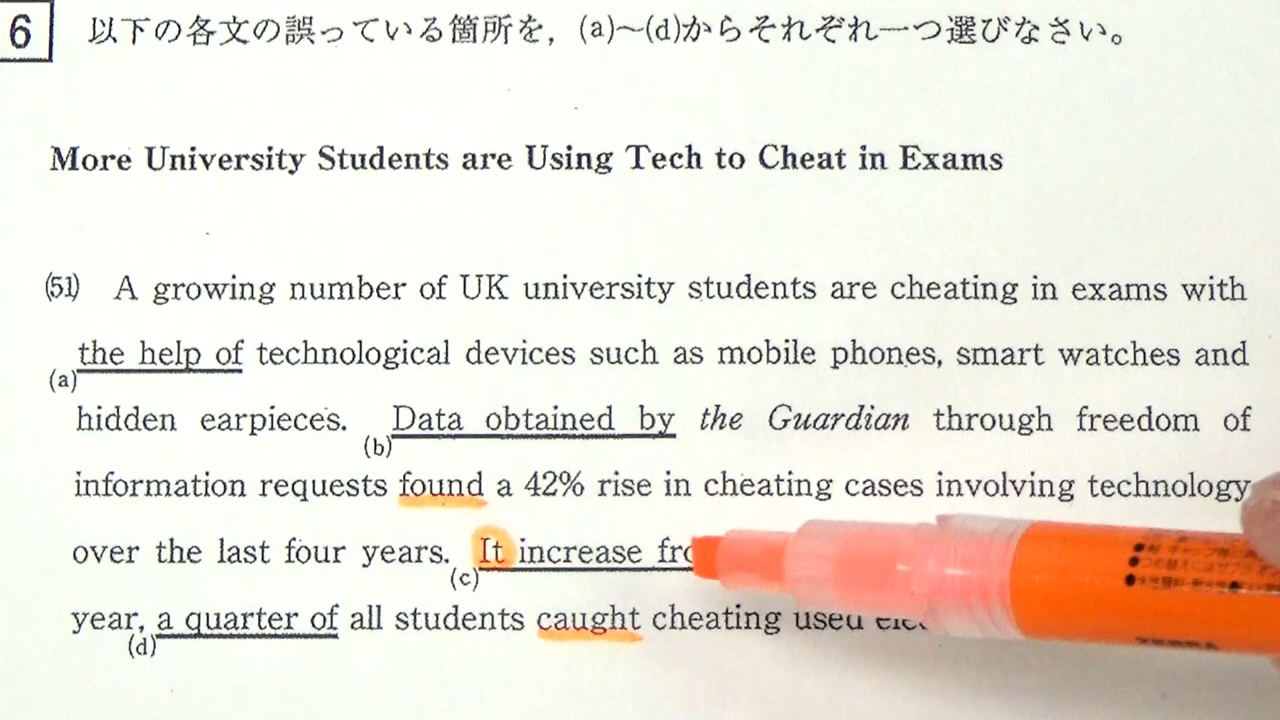 6 以下の各文の誤っている箇所を，(a)～(d)からそれぞれ一つ選びなさい。
More University Students are Using Tech to Cheat in Exams
(51) A growing number of UK university students are cheating in exams with
the help of technological devices such as mobile phones, smart watches and
(a)
hidden earpieces. Data obtained by the Guardian through freedom of
(b)
information requests found a 42% rise in cheating cases involving technology
over the last four years. It increase
(c)
year, a quarter of all students caught cheating used
(d)